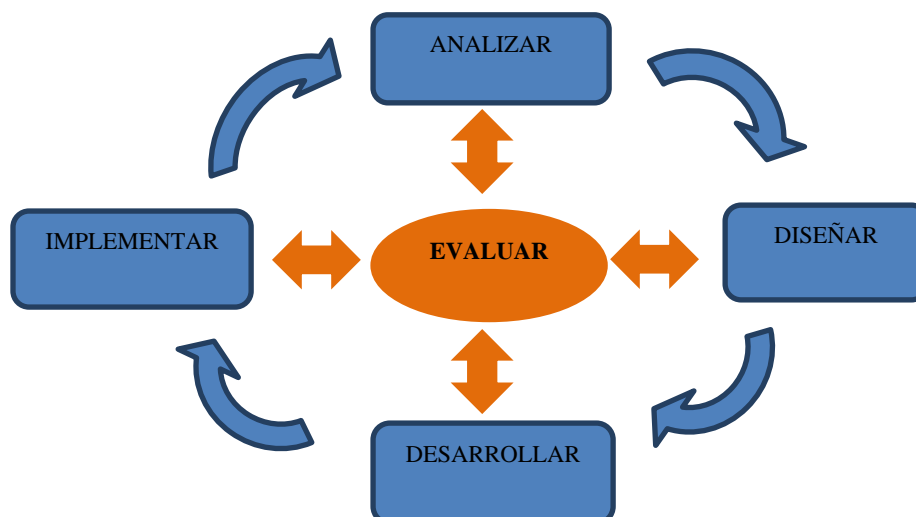 ANALIZAR
IMPLEMENTAR
EVALUAR
DISEÑAR
DESARROLLAR